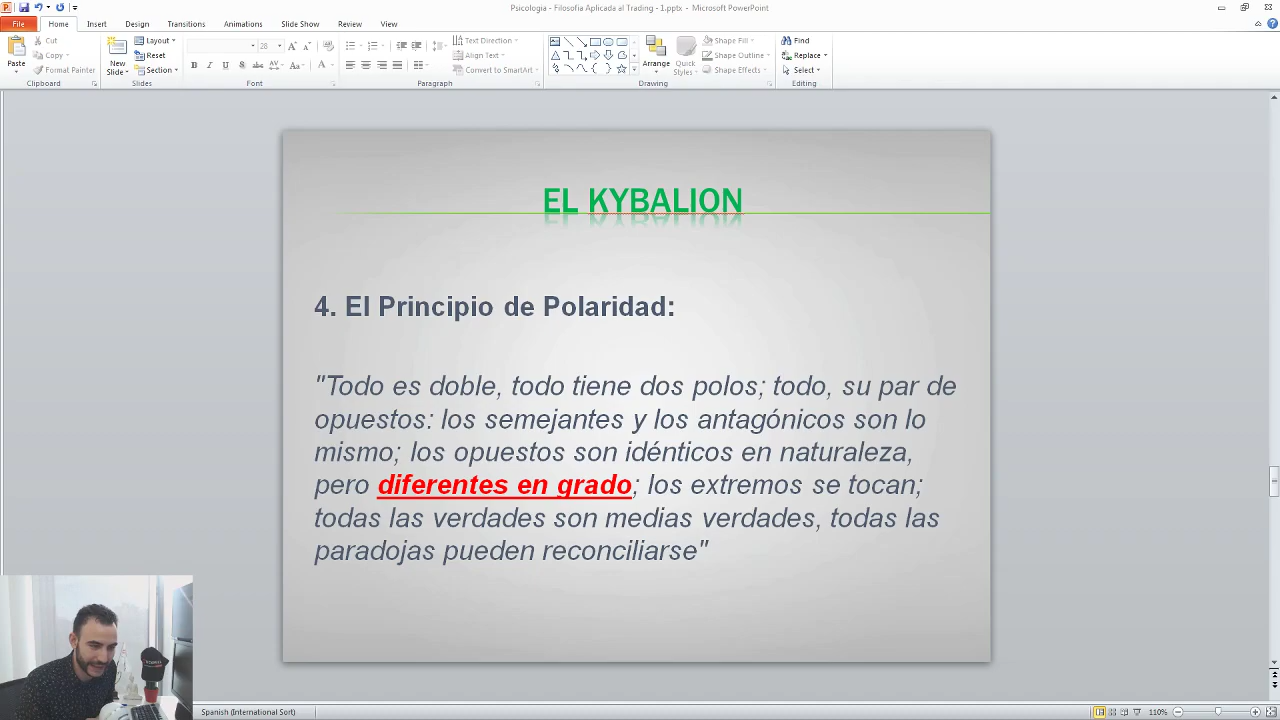 Psicologia - Filosofia Aplicada al Trading - 1.pptx - Microsoft PowerPoint
File Home Insert Design Transitions Animations Slide Show Review View
Paste
Cut
Copy
Format Painter
Clipboard
New Slide
Layout
Reset
Section
Slides
28
B I U S abe AV Aa A
Font
Paragraph
Text Direction
Align Text
Convert to SmartArt
Arrange
Quick Styles
Shape Fill
Shape Outline
Shape Effects
Drawing
Find
Replace
Select
Editing
EL KYBALION
4. El Principio de Polaridad:
"Todo es doble, todo tiene dos polos; todo, su par de
opuestos: los semejantes y los antagónicos son lo
mismo; los opuestos son idénticos en naturaleza,
pero diferentes en grado; los extremos se tocan;
todas las verdades son medias verdades, todas las
paradojas pueden reconciliarse"
Spanish (International Sort)
110%